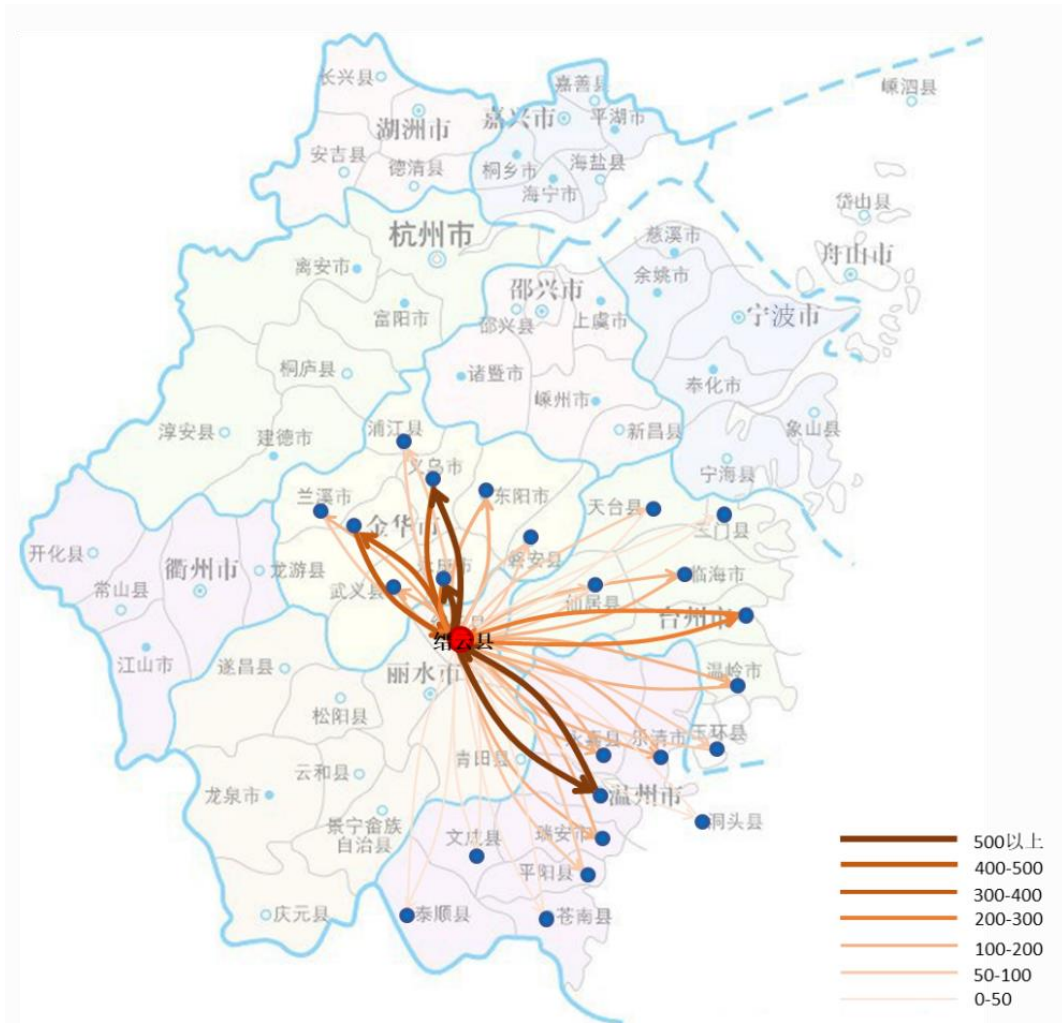 长兴县
嘉善县
嵊泗县
湖洲市
嘉兴市
平湖市
安吉县
德清县
桐乡市
海盐县
海宁市
岱山县
杭州市
慈溪市
舟山市
离安市
余姚市
邵兴市
富阳市
邵兴县
上虞市
宁波市
桐庐县
诸暨市
奉化市
嵊州市
淳安县
建德市
浦江县
新昌县
象山县
义乌市
宁海县
兰溪市
东阳市
天台县
金华市
三门县
开化县
衢州市
龙游县
磐安县
临海市
常山县
武义县
仙居县
台州市
缙云县
江山市
遂昌县
丽水市
温岭市
松阳县
永嘉县
乐清市
玉环县
青田县
云和县
龙泉市
温州市
景宁畲族
自治县
文成县
瑞安市
洞头县
平阳县
庆元县
泰顺县
苍南县
500以上
400-500
300-400
200-300
100-200
50-100
0-50